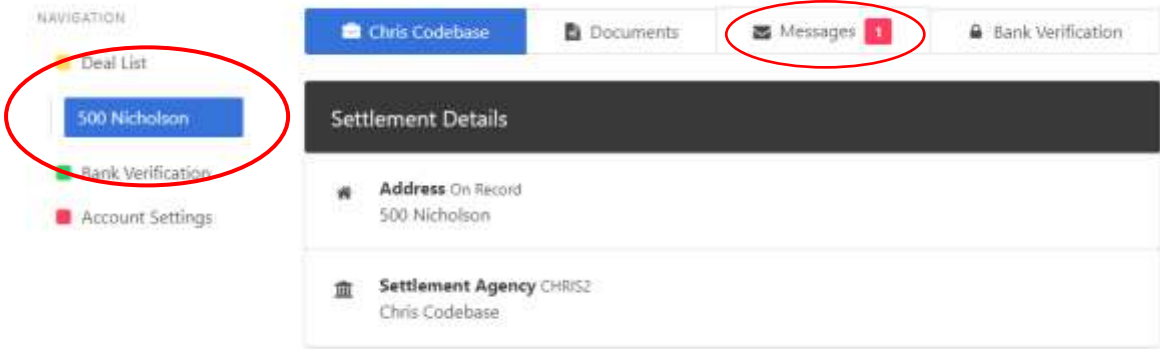 NAVIGATION
Deal List
500 Nicholson
Bank Verification
Account Settings
Chris Codebase
Documents
Messages 1
Bank Verification
Settlement Details
Address On Record
500 Nicholson
Settlement Agency CHRIS2
Chris Codebase